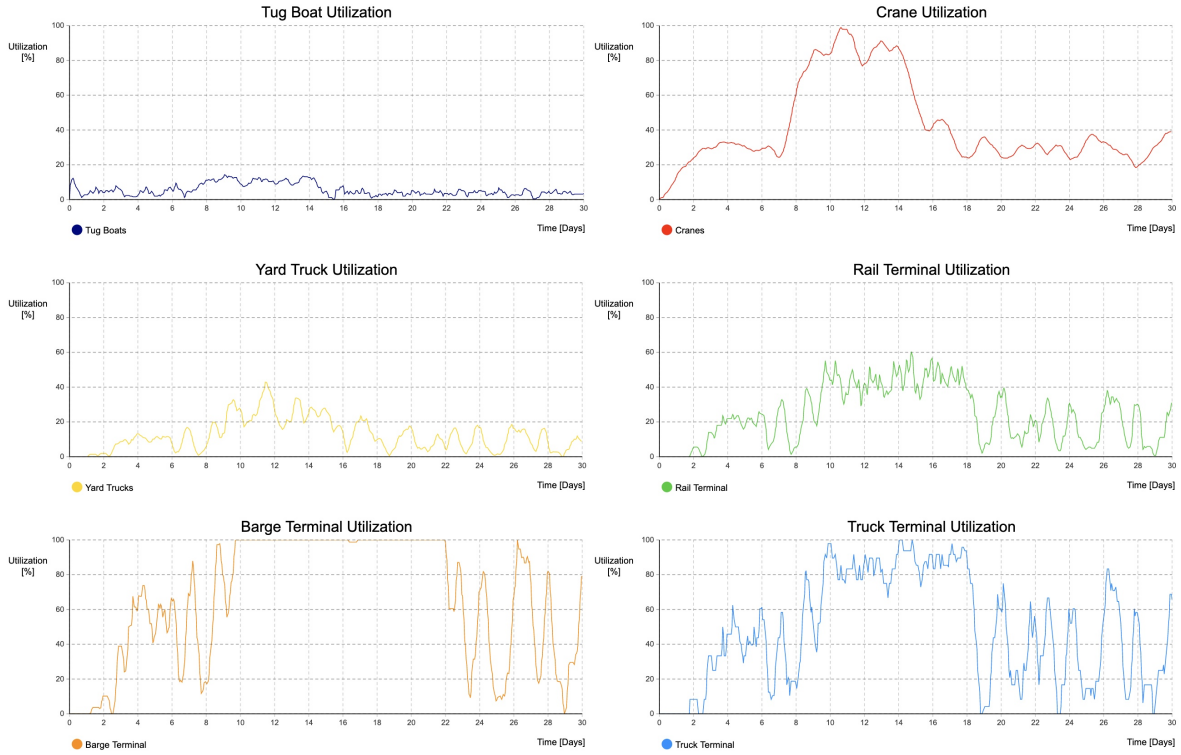 Tug Boat Utilization
Utilization
[%]
100
80
60
40
20
0
0 2 4 6 8 10 12 14 16 18 20 22 24 26 28 30
Time [Days]
Tug Boats
Crane Utilization
Utilization
[%]
100
80
60
40
20
0
0 2 4 6 8 10 12 14 16 18 20 22 24 26 28 30
Time [Days]
Cranes
Yard Truck Utilization
Utilization
[%]
100
80
60
40
20
0
0 2 4 6 8 10 12 14 16 18 20 22 24 26 28 30
Time [Days]
Yard Trucks
Rail Terminal Utilization
Utilization
[%]
100
80
60
40
20
0
0 2 4 6 8 10 12 14 16 18 20 22 24 26 28 30
Time [Days]
Rail Terminal
Barge Terminal Utilization
Utilization
[%]
100
80
60
40
20
0
0 2 4 6 8 10 12 14 16 18 20 22 24 26 28 30
Time [Days]
Barge Terminal
Truck Terminal Utilization
Utilization
[%]
100
80
60
40
20
0
0 2 4 6 8 10 12 14 16 18 20 22 24 26 28 30
Time [Days]
Truck Terminal